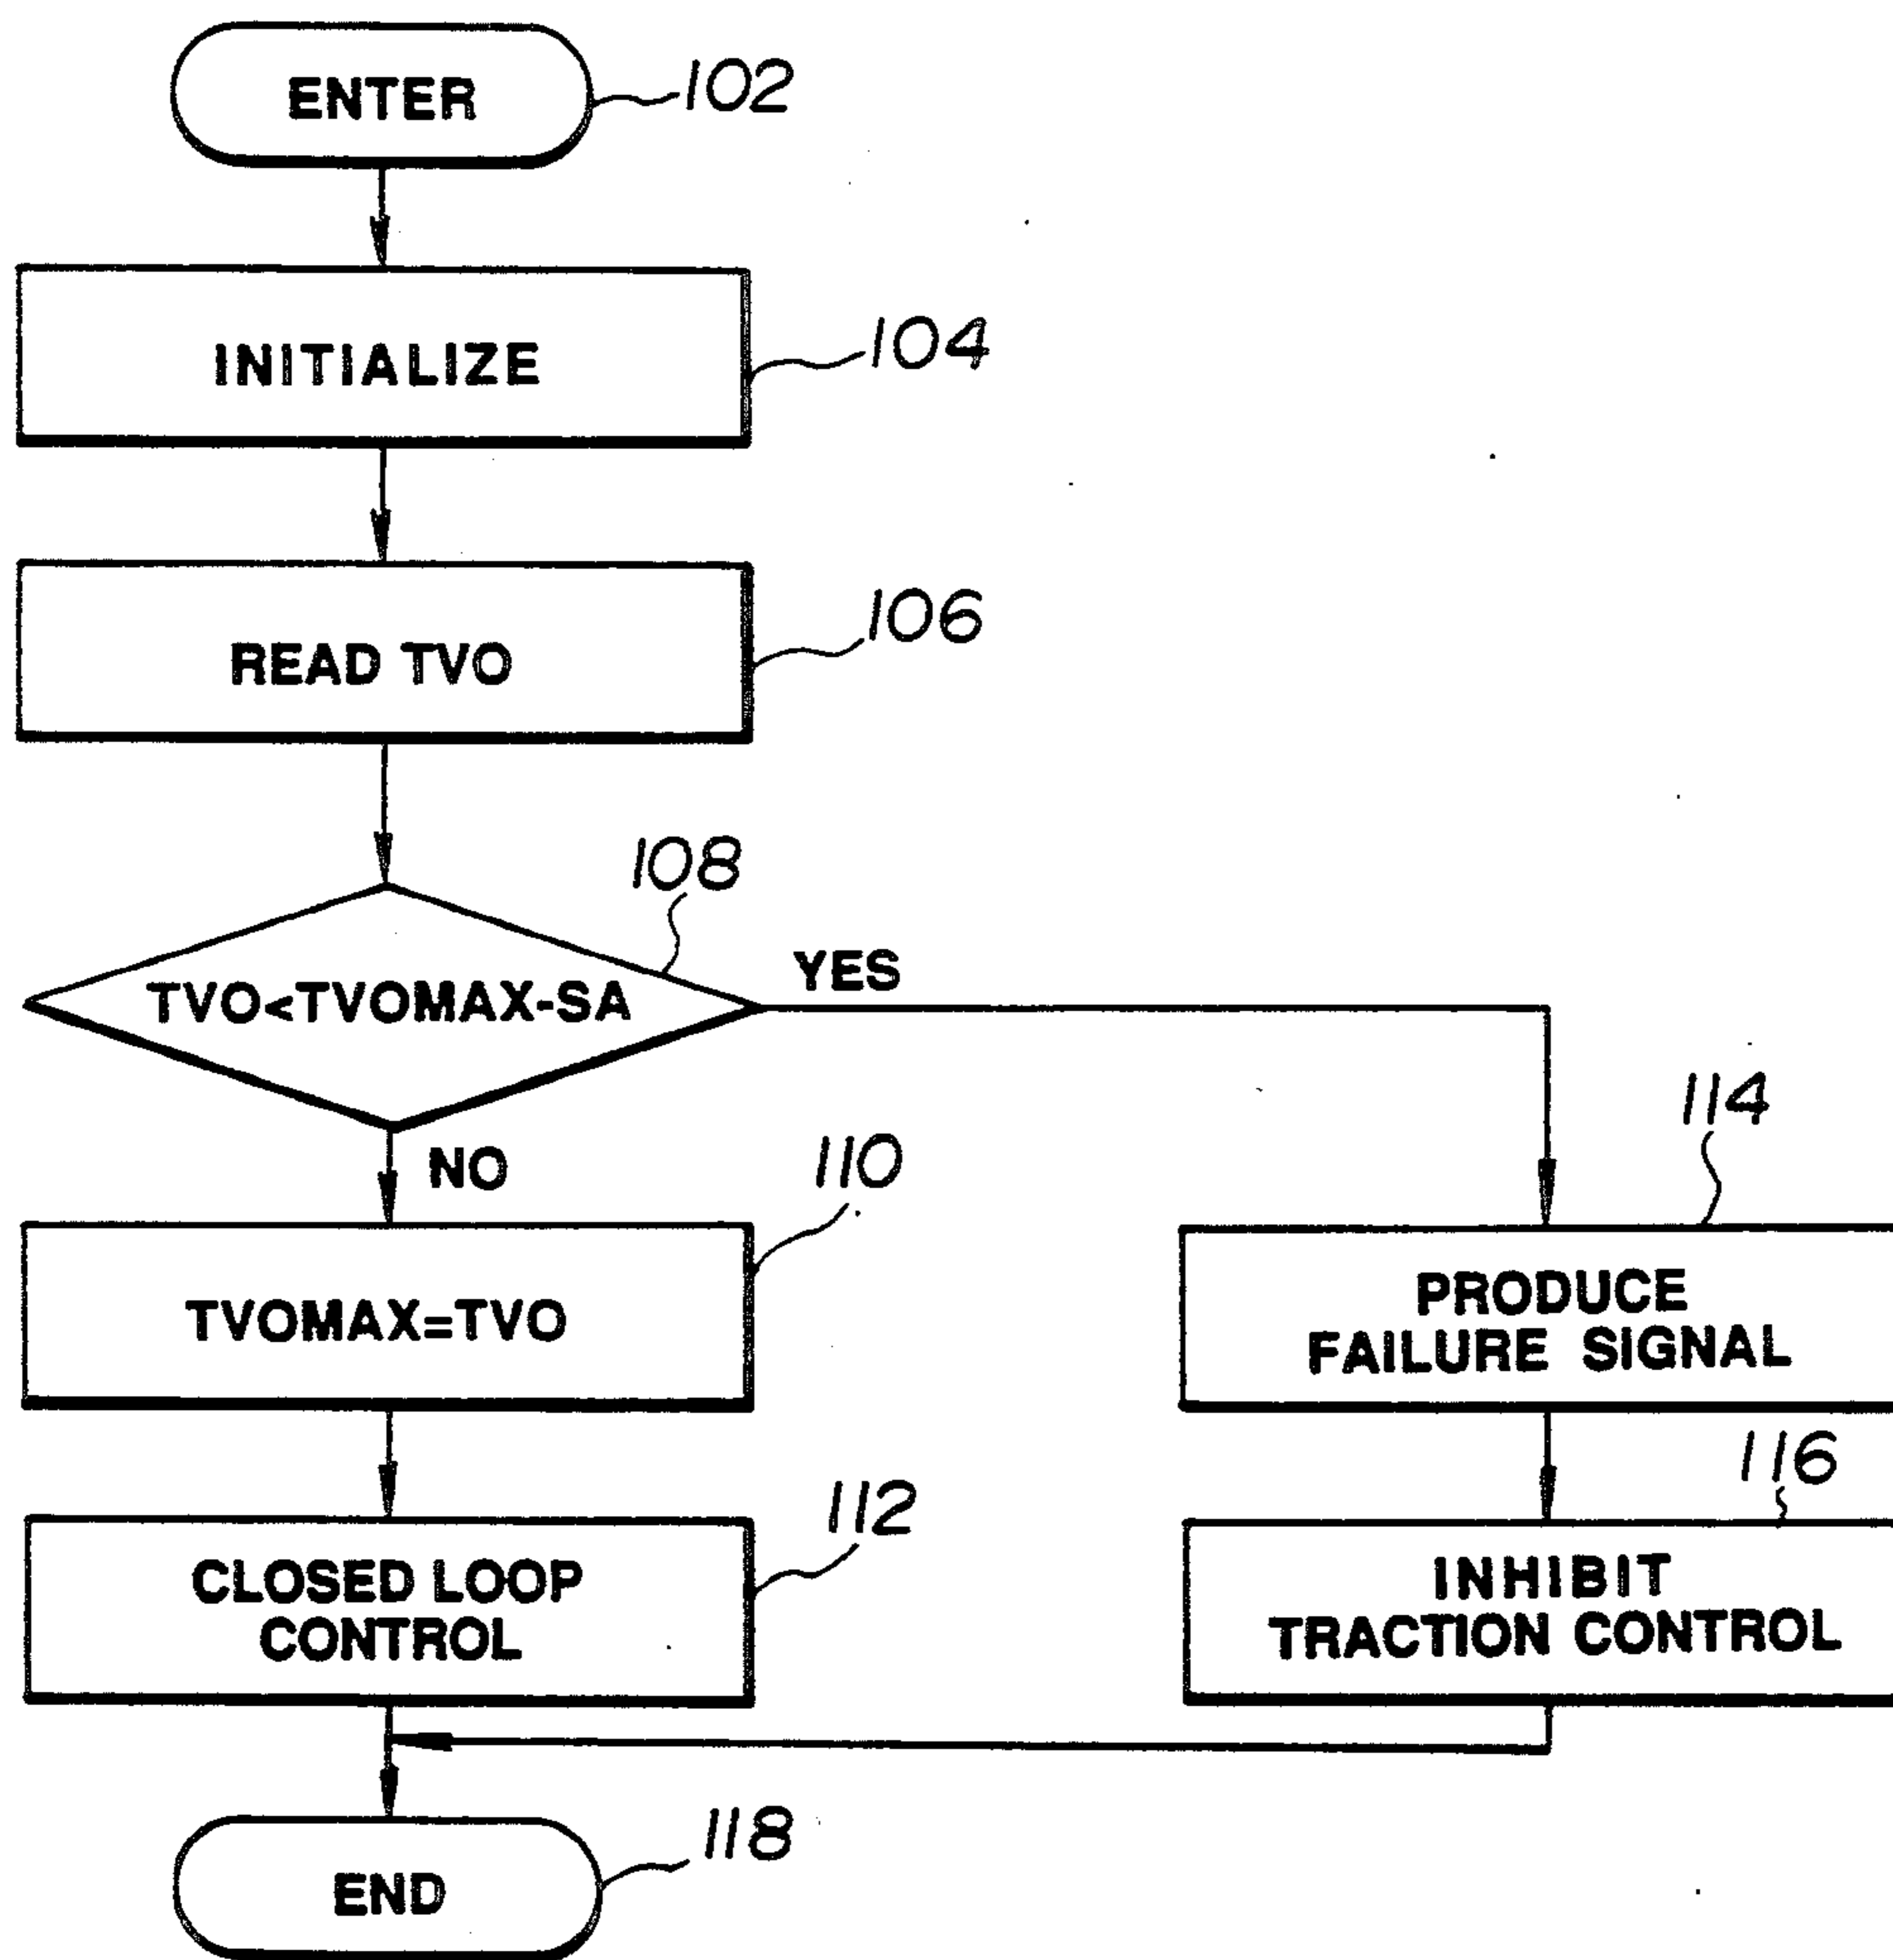 ENTER
102
INITIALIZE
104
READ TVO
106
108
TVO<TVOMAX-SA
YES
NO
110
TVOMAX=TVO
114
PRODUCE
FAILURE SIGNAL
112
CLOSED LOOP
CONTROL
116
INHIBIT
TRACTION CONTROL
118
END